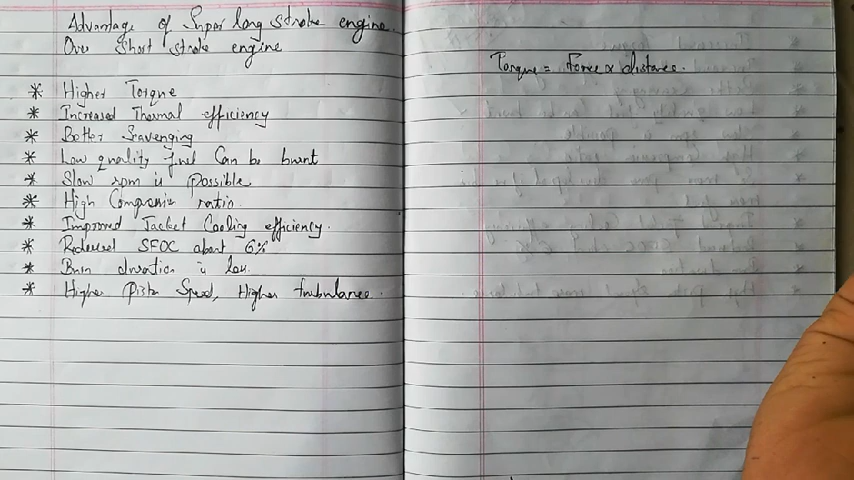 Advantage of Super long stroke engine.
Over Short stroke engine
* Higher Torque
* Increased Thermal efficiency
* Better Scavenging
* Low quality fuel Can be burnt
* Slow rpm is possible.
* High Compression ratio.
* Improved Jacket Cooling efficiency.
* Reduced SFOC about 6%
* Burn duration is low.
* Higher piston Speed, Higher turbulance.
Torque = Force x distance.